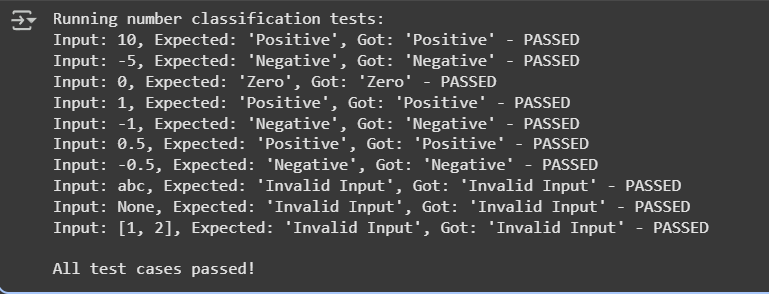 Running number classification tests:
Input: 10, Expected: 'Positive', Got: 'Positive' - PASSED
Input: -5, Expected: 'Negative', Got: 'Negative' - PASSED
Input: 0, Expected: 'Zero', Got: 'Zero' - PASSED
Input: 1, Expected: 'Positive', Got: 'Positive' - PASSED
Input: -1, Expected: 'Negative', Got: 'Negative' - PASSED
Input: 0.5, Expected: 'Positive', Got: 'Positive' - PASSED
Input: -0.5, Expected: 'Negative', Got: 'Negative' - PASSED
Input: abc, Expected: 'Invalid Input', Got: 'Invalid Input' - PASSED
Input: None, Expected: 'Invalid Input', Got: 'Invalid Input' - PASSED
Input: [1, 2], Expected: 'Invalid Input', Got: 'Invalid Input' - PASSED
All test cases passed!